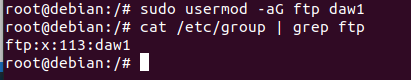 root@debian:/# sudo usermod -aG ftp daw1
root@debian:/# cat /etc/group | grep ftp
ftp:x:113:daw1
root@debian:/#